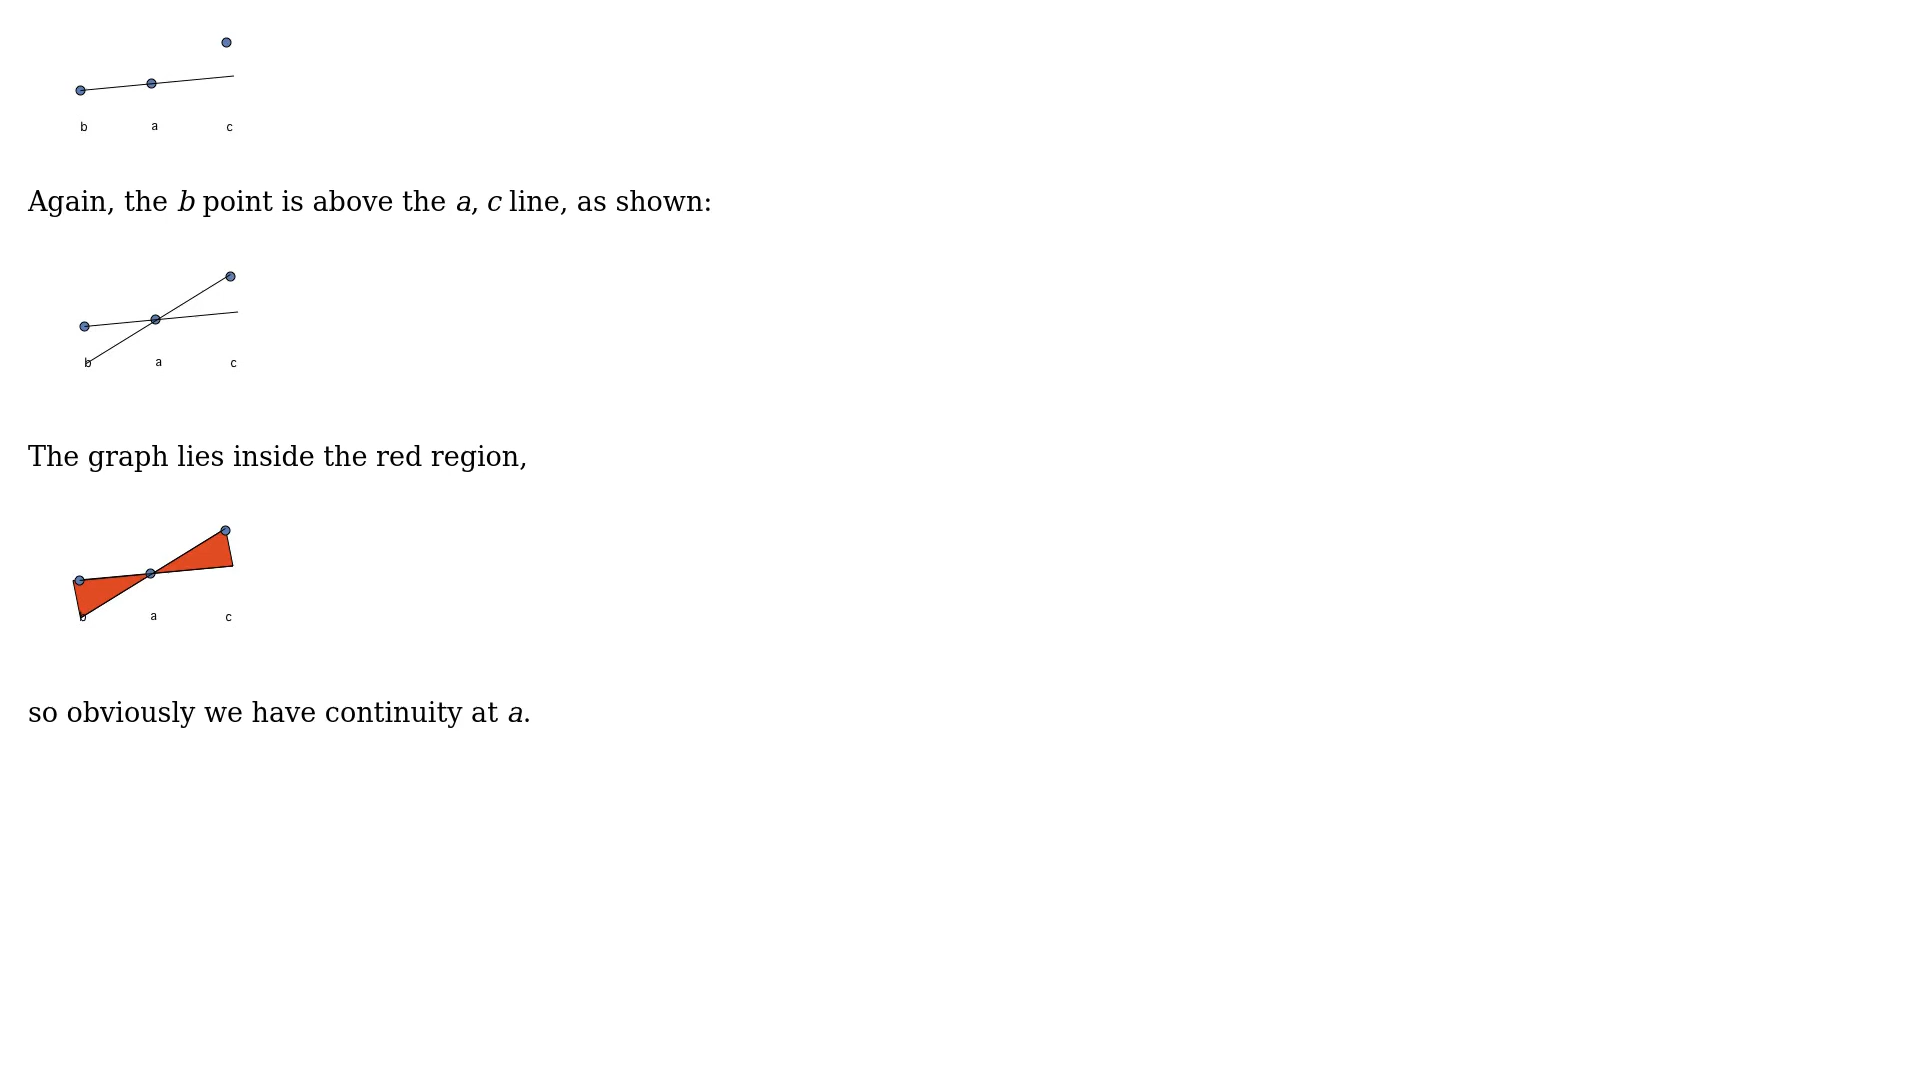 b a c
Again, the b point is above the a, c line, as shown:
b a c
The graph lies inside the red region,
b a c
so obviously we have continuity at a.